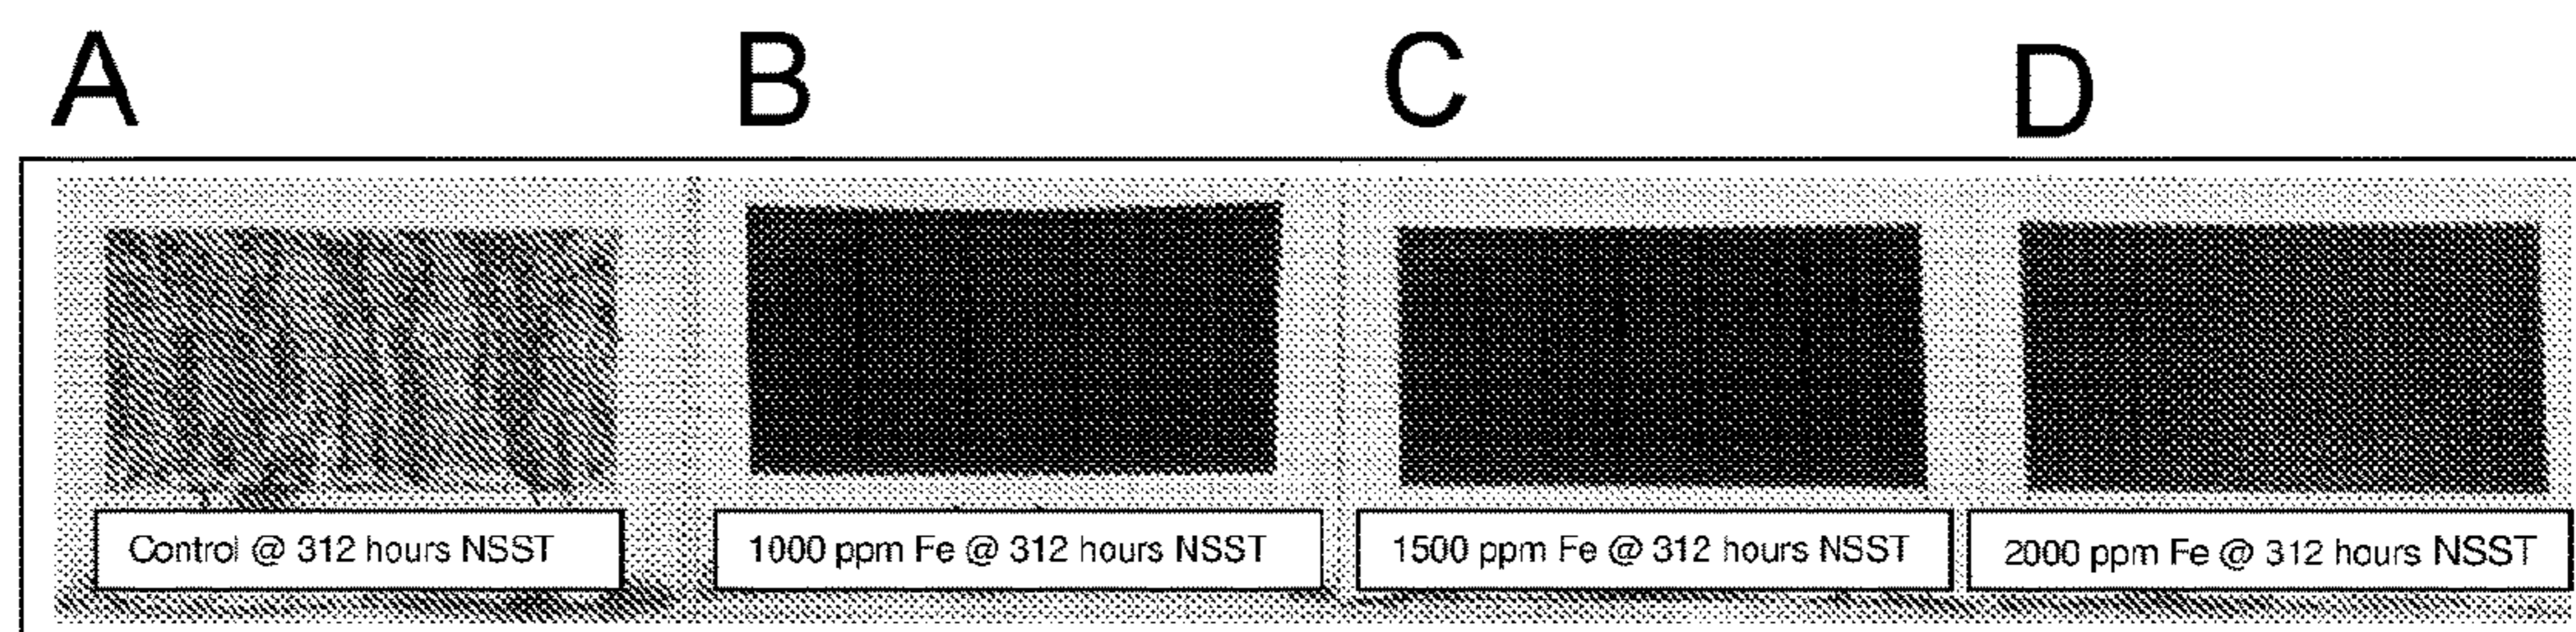 A B C D
Control @ 312 hours NSST
1000 ppm Fe @ 312 hours NSST
1500 ppm Fe @ 312 hours NSST
2000 ppm Fe @ 312 hours NSST